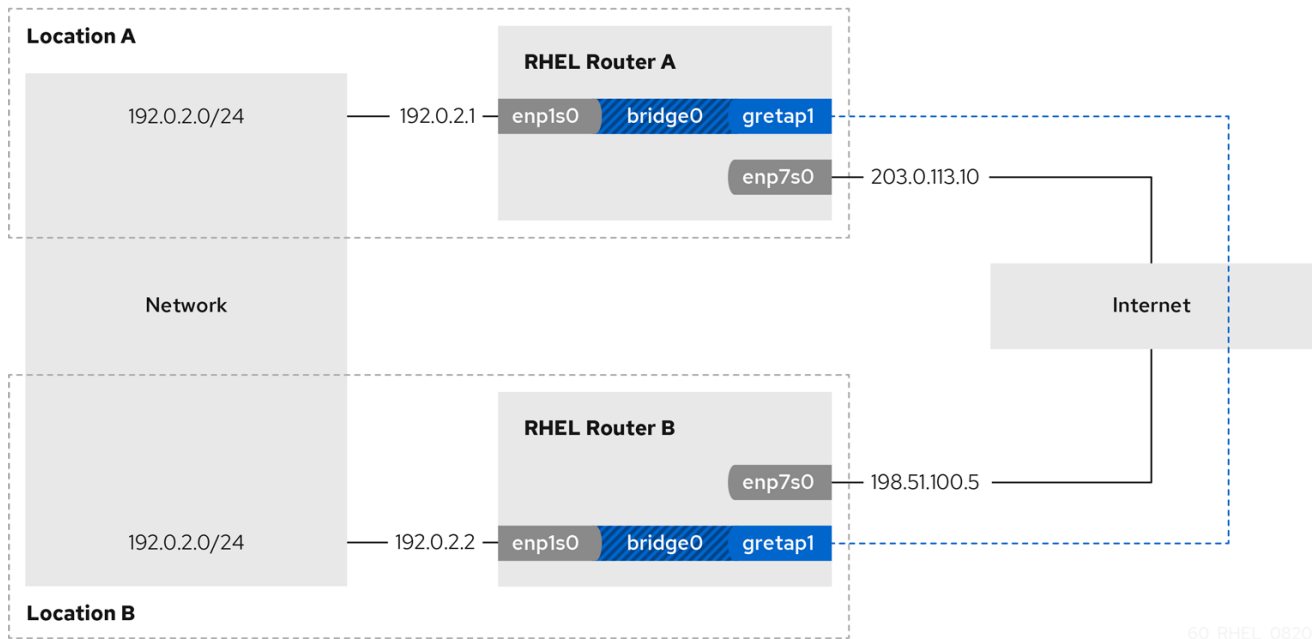 Location A
RHEL Router A
192.0.2.0/24
192.0.2.1
enp1s0
bridge0
gretap1
enp7s0
203.0.113.10
Network
Internet
RHEL Router B
enp7s0
198.51.100.5
192.0.2.0/24
192.0.2.2
enp1s0
bridge0
gretap1
Location B
60_RHEL_0820